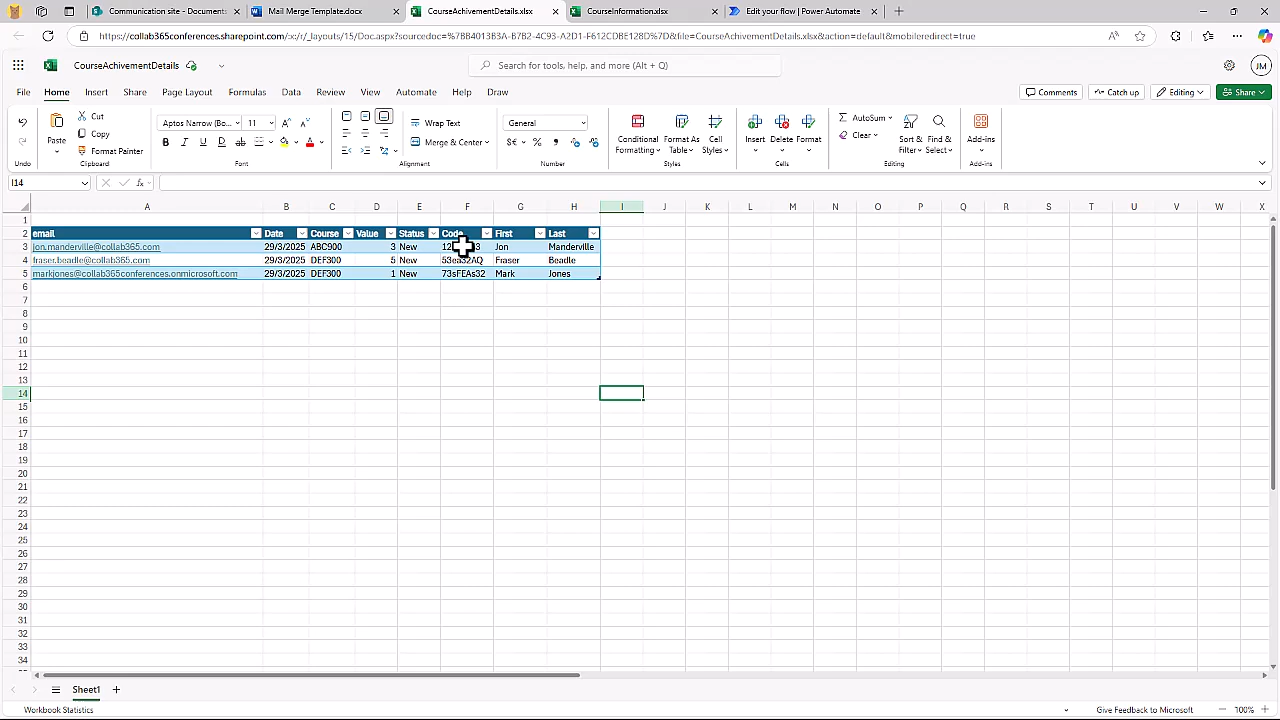 Communication site - Document:
Mail Merge Template.docx
CourseAchivementDetails.xlsx
CourseInformation.xlsx
Edit your flow | Power Automate
https://collab365conferences.sharepoint.com/:x:/r/_layouts/15/Doc.aspx?sourcedoc=%7BB4013B3A-B7B2-4C93-A2D1-F612CDBE128D%7D&file=CourseAchivementDetails.xlsx&action=default&mobileredirect=true
CourseAchivementDetails
Search for tools, help, and more (Alt + Q)
JM
File Home Insert Share Page Layout Formulas Data Review View Automate Help Draw
Comments Catch up Editing Share
Undo
Paste
Cut
Copy
Format Painter
Clipboard
Aptos Narrow (Bo... 11
B I U D ab
Font
Wrap Text
Merge & Center
Alignment
General
Number
Conditional Formatting
Format As Table
Cell Styles
Styles
Insert Delete Format
Cells
AutoSum
Clear
Sort & Filter
Find & Select
Editing
Add-ins
Add-ins
I14
fx
A B C D E F G H I J K L M N O P Q R S T U V W X
1
2 email Date Course Value Status Code First Last
3 jon.manderville@collab365.com 29/3/2025 ABC900 3 New Jon Manderville
4 fraser.beadle@collab365.com 29/3/2025 DEF300 5 New Fraser Beadle
5 markjones@collab365conferences.onmicrosoft.com 29/3/2025 DEF300 1 New 73sFEAs32 Mark Jones
6
7
8
9
10
11
12
13
14
15
16
17
18
19
20
21
22
23
24
25
26
27
28
29
30
31
32
33
34
Sheet1
Workbook Statistics
Give Feedback to Microsoft
100%